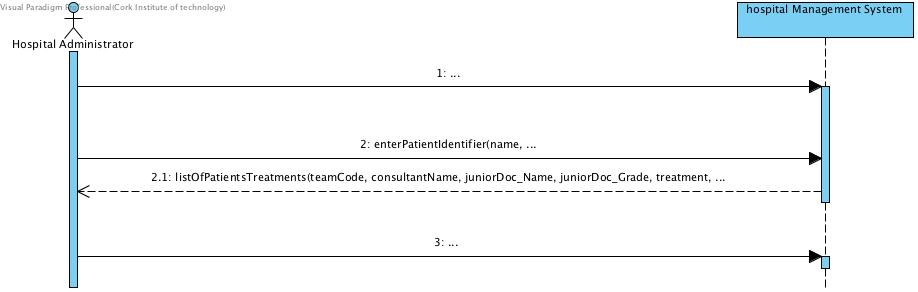 Visual Paradigm Professional(Cork Institute of technology)
hospital Management System
Hospital Administrator
1: ...
2: enterPatientIdentifier(name, ...
2.1: listOfPatientsTreatments(teamCode, consultantName, juniorDoc_Name, juniorDoc_Grade, treatment, ...
3: ...